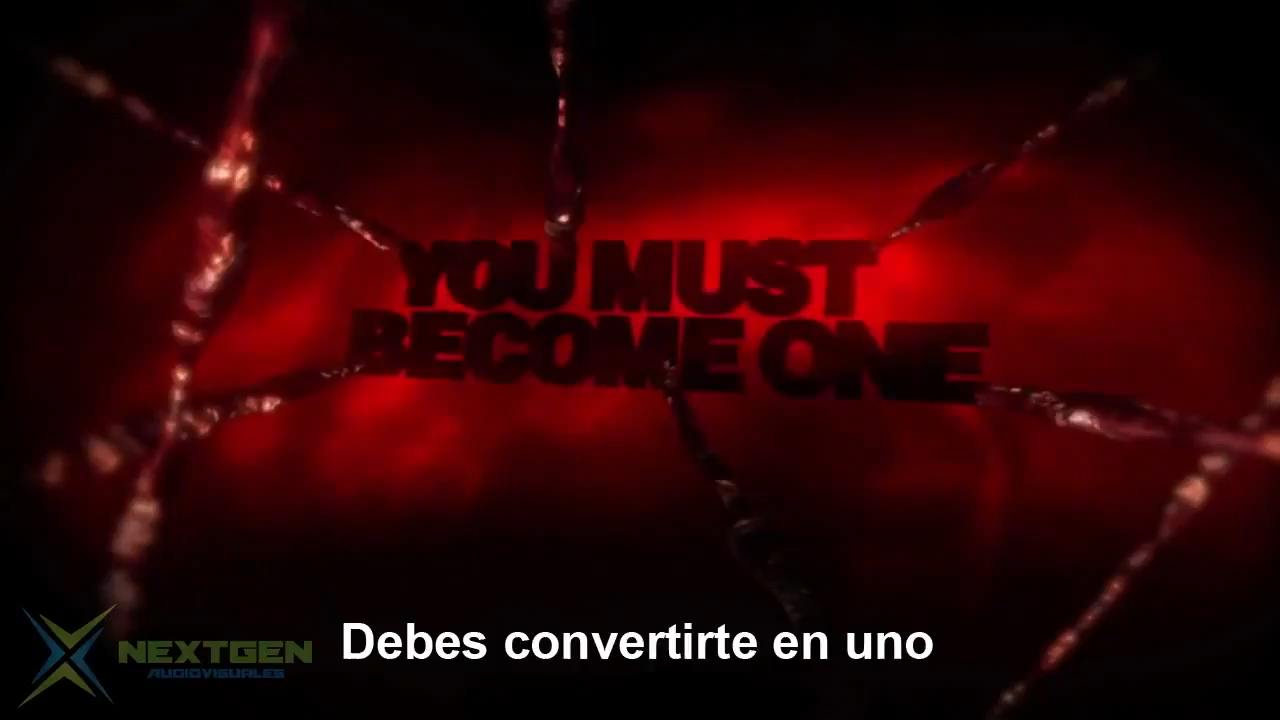 YOU MUST
BECOME ONE
Debes convertirte en uno
NEXTGEN
AUDIOVISUALES